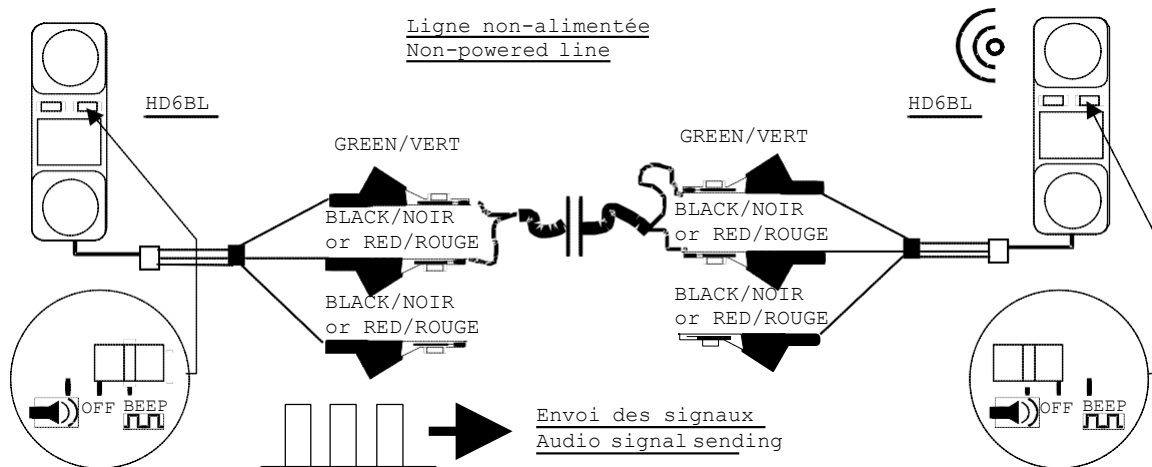 Ligne non-alimentée
Non-powered line
HD6BL
HD6BL
GREEN/VERT
GREEN/VERT
BLACK/NOIR
or RED/ROUGE
BLACK/NOIR
or RED/ROUGE
BLACK/NOIR
or RED/ROUGE
BLACK/NOIR
or RED/ROUGE
OFF BEEP
OFF BEEP
Envoi des signaux
Audio signal sending